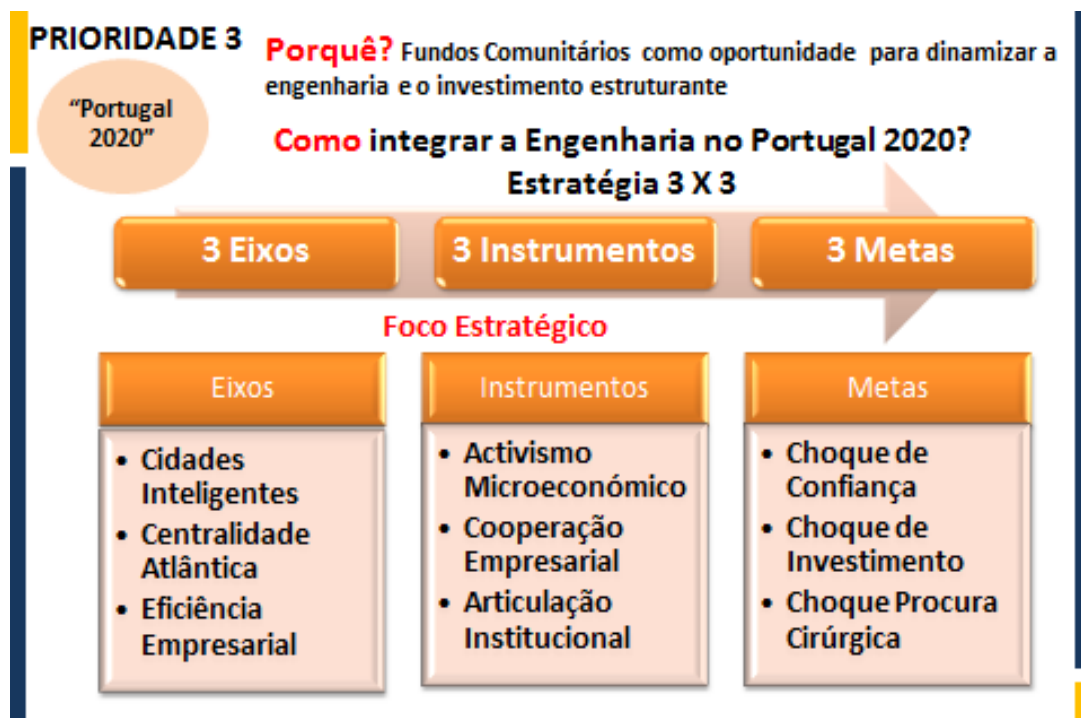 PRIORIDADE 3
“Portugal
2020”
Porquê? Fundos Comunitários como oportunidade para dinamizar a
engenharia e o investimento estruturante
Como integrar a Engenharia no Portugal 2020?
Estratégia 3 X 3
3 Eixos
3 Instrumentos
3 Metas
Foco Estratégico
Eixos
• Cidades
Inteligentes
• Centralidade
Atlântica
• Eficiência
Empresarial
Instrumentos
• Activismo
Microeconómico
• Cooperação
Empresarial
• Articulação
Institucional
Metas
• Choque de
Confiança
• Choque de
Investimento
• Choque Procura
Cirúrgica